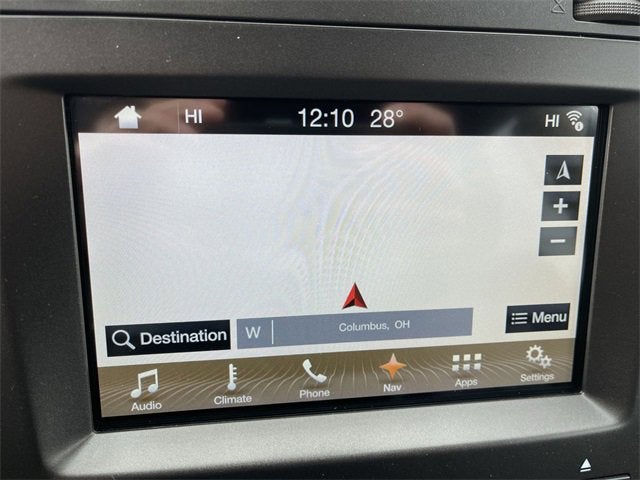 HI 12:10 28° HI
+
−
Destination W Columbus, OH Menu
Audio Climate Phone Nav Apps Settings